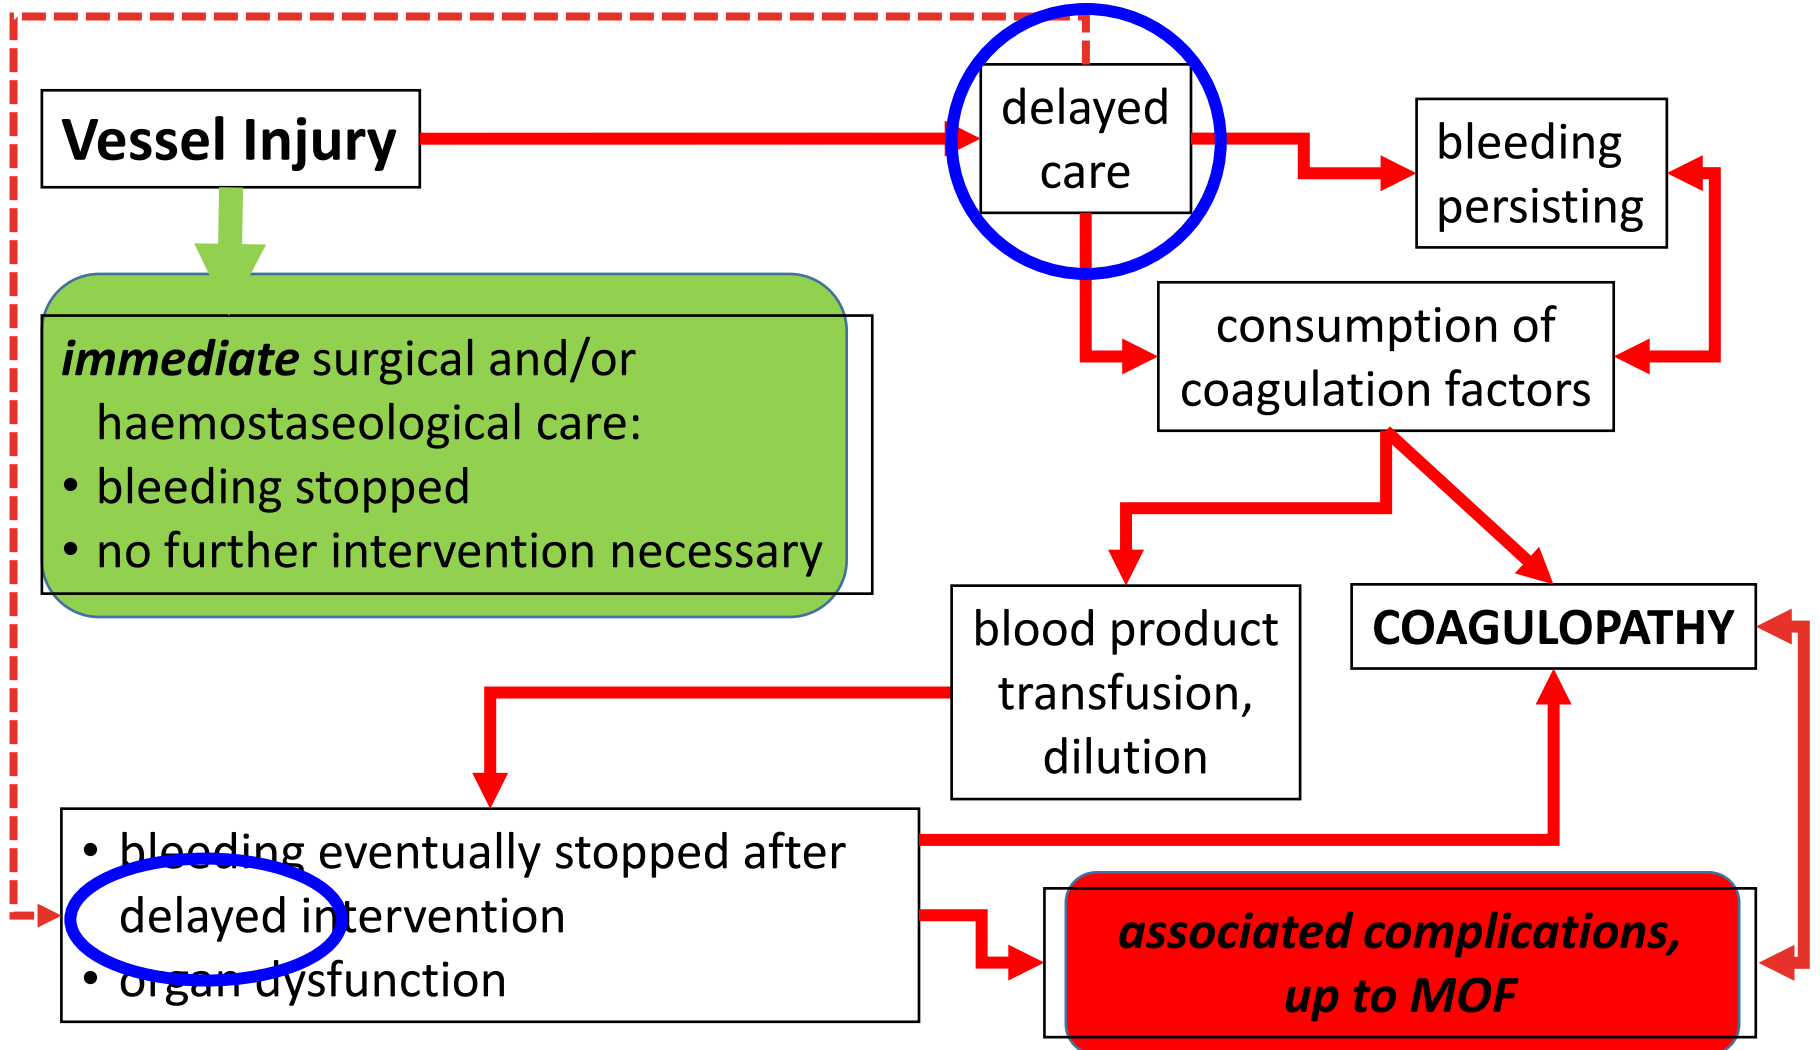 Vessel Injury
delayed
care
bleeding
persisting
consumption of
coagulation factors
immediate surgical and/or
haemostaseological care:
• bleeding stopped
• no further intervention necessary
blood product
transfusion,
dilution
COAGULOPATHY
• bleeding eventually stopped after
delayed intervention
• organ dysfunction
associated complications,
up to MOF